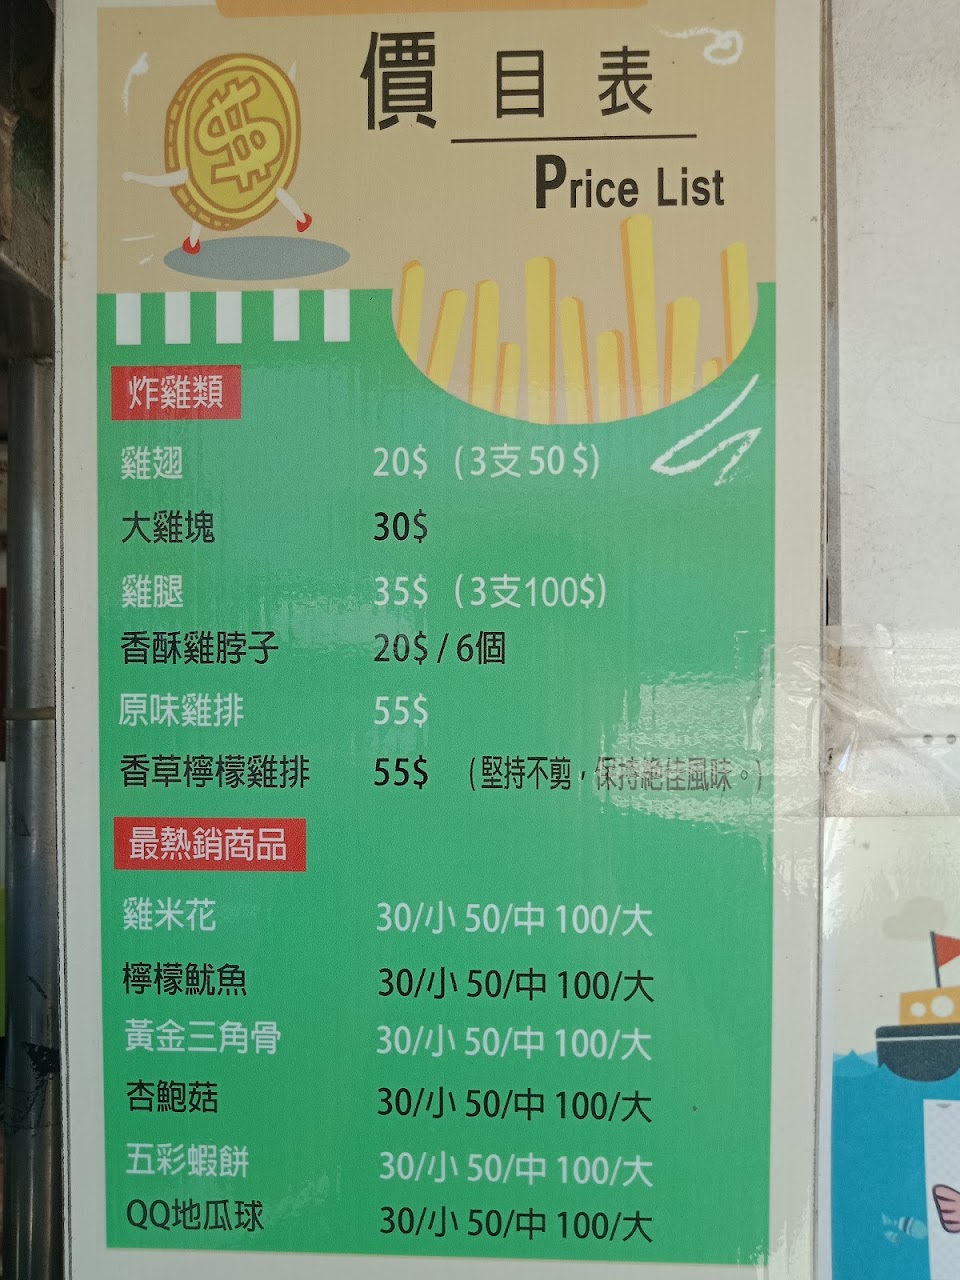 價目表
Price List
炸雞類
雞翅 20$ (3支50$)
大雞塊 30$
雞腿 35$ (3支100$)
香酥雞脖子 20$ / 6個
原味雞排 55$
香草檸檬雞排 55$ (堅持不剪，保持絕佳風味。)
最熱銷商品
雞米花 30/小 50/中 100/大
檸檬魷魚 30/小 50/中 100/大
黃金三角骨 30/小 50/中 100/大
杏鮑菇 30/小 50/中 100/大
五彩蝦餅 30/小 50/中 100/大
QQ地瓜球 30/小 50/中 100/大